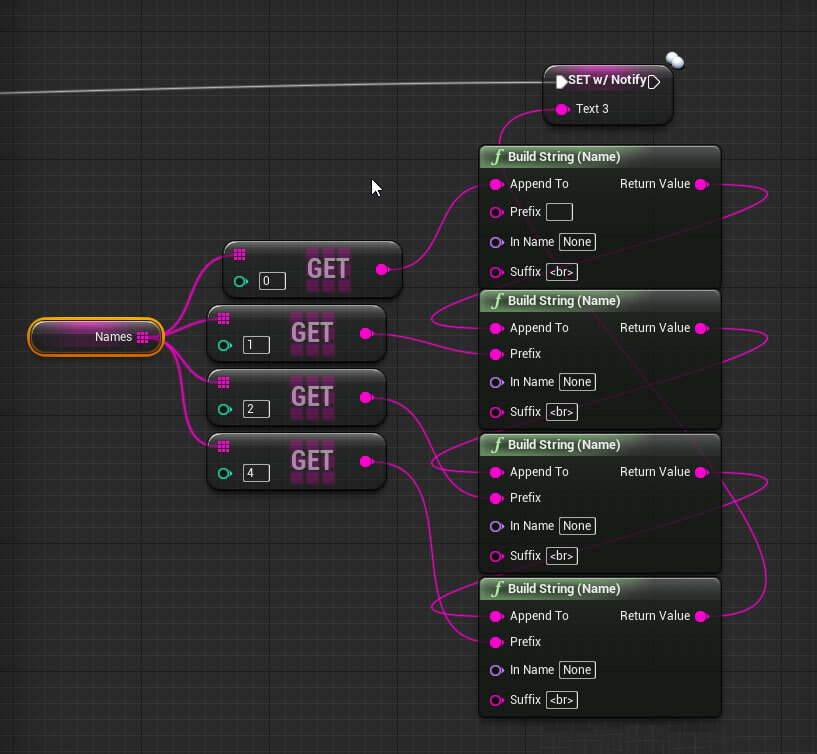 SET w/ Notify
Text 3
f Build String (Name)
Append To Return Value
Prefix
In Name None
Suffix <br>
GET
0
f Build String (Name)
Append To Return Value
Prefix
In Name None
Suffix <br>
Names
GET
1
GET
2
GET
4
f Build String (Name)
Append To Return Value
Prefix
In Name None
Suffix <br>
f Build String (Name)
Append To Return Value
Prefix
In Name None
Suffix <br>